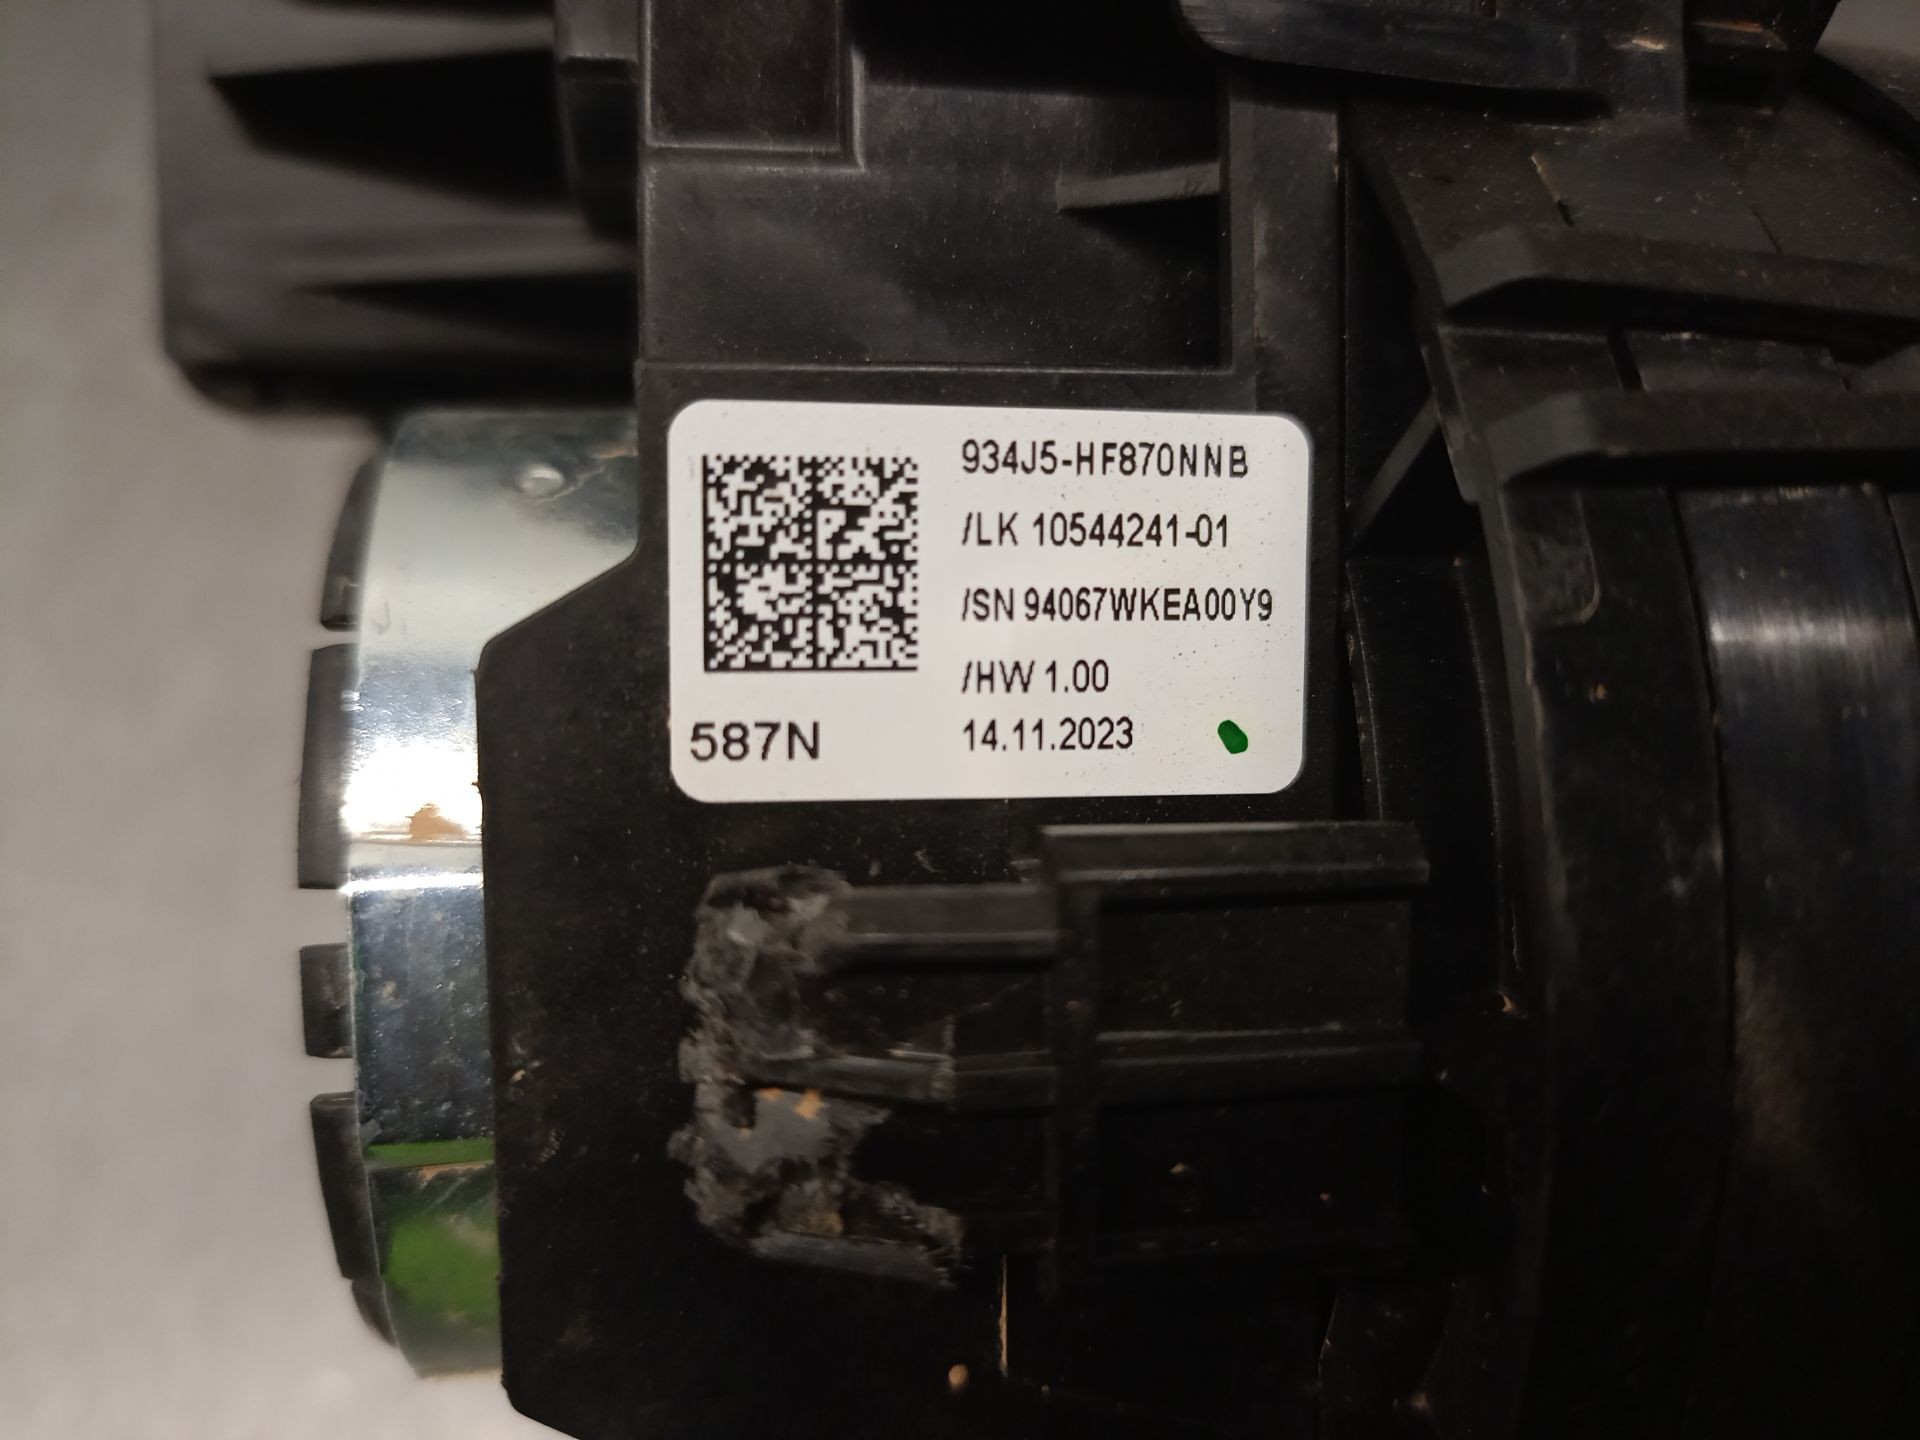 934J5-HF870NNB
/LK 10544241-01
/SN 94067WKEA00Y9
/HW 1.00
587N 14.11.2023